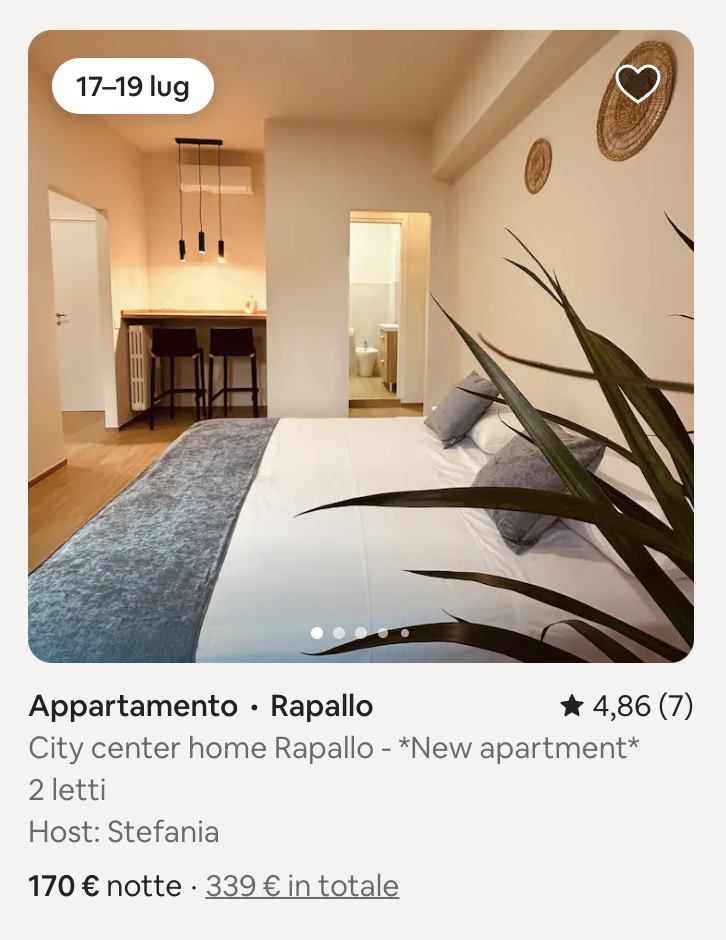 17–19 lug
Appartamento · Rapallo ★ 4,86 (7)
City center home Rapallo - *New apartment*
2 letti
Host: Stefania
170 € notte · 339 € in totale